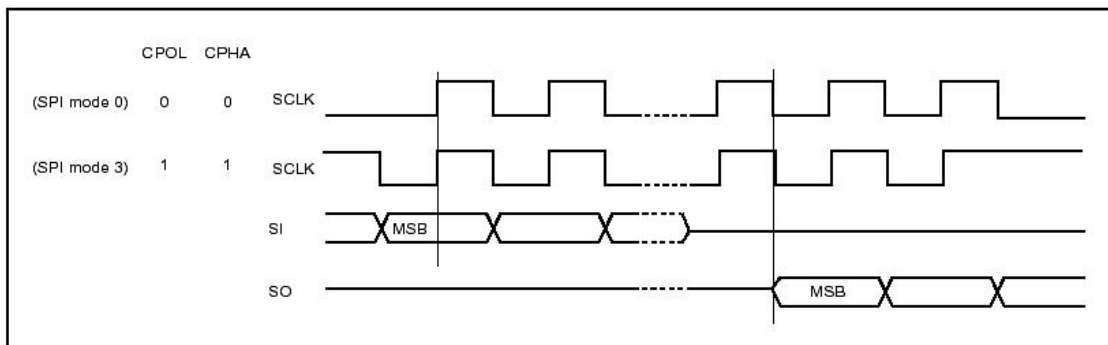 CPOL CPHA
(SPI mode 0) 0 0 SCLK
(SPI mode 3) 1 1 SCLK
SI MSB
SO MSB